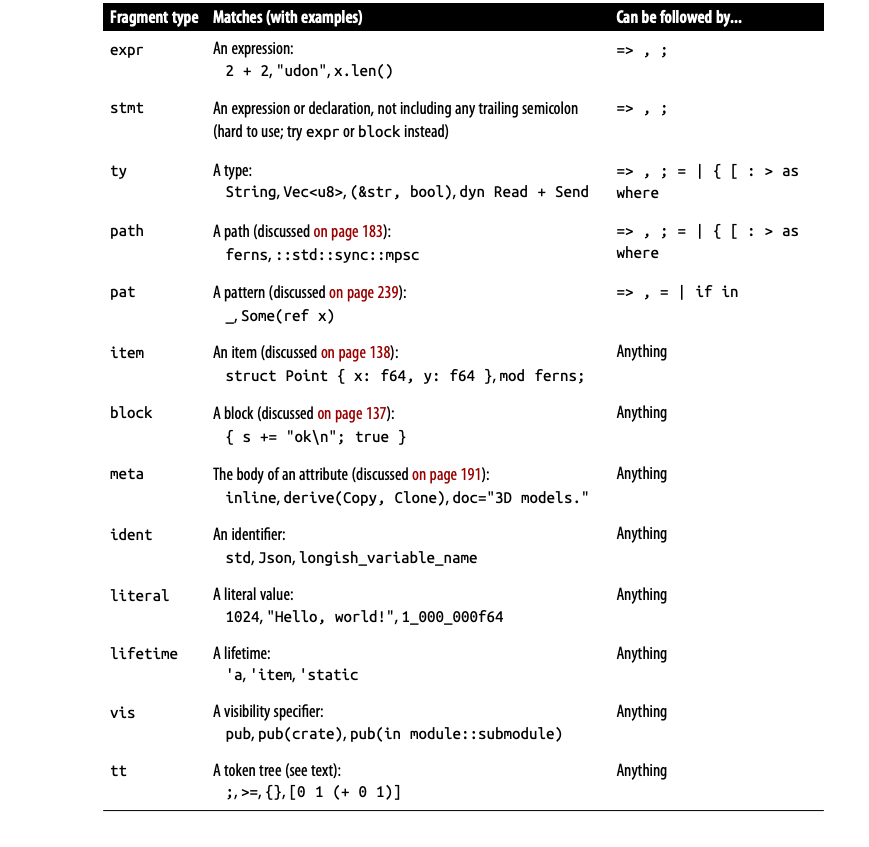 Fragment type Matches (with examples) Can be followed by...
expr An expression: => , ;
2 + 2, "udon", x.len()
stmt An expression or declaration, not including any trailing semicolon => , ;
(hard to use; try expr or block instead)
ty A type: => , ; = | { [ : > as
String, Vec<u8>, (&str, bool), dyn Read + Send where
path A path (discussed on page 183): => , ; = | { [ : > as
ferns, ::std::sync::mpsc where
pat A pattern (discussed on page 239): => , = | if in
_, Some(ref x)
item An item (discussed on page 138): Anything
struct Point { x: f64, y: f64 }, mod ferns;
block A block (discussed on page 137): Anything
{ s += "ok\n"; true }
meta The body of an attribute (discussed on page 191): Anything
inline, derive(Copy, Clone), doc="3D models."
ident An identifier: Anything
std, Json, longish_variable_name
literal A literal value: Anything
1024, "Hello, world!", 1_000_000f64
lifetime A lifetime: Anything
'a, 'item, 'static
vis A visibility specifier: Anything
pub, pub(crate), pub(in module::submodule)
tt A token tree (see text): Anything
;, >=, {}, [0 1 (+ 0 1)]